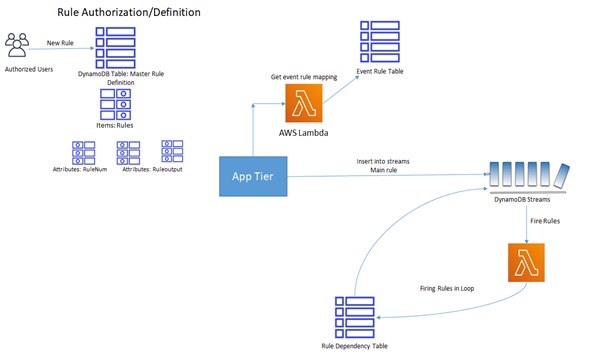 Rule Authorization/Definition
New Rule
Authorized Users
DynamoDB Table: Master Rule
Definition
Items: Rules
Attributes: RuleNum
Attributes: Ruleoutput
Event Rule Table
Get event rule mapping
AWS Lambda
App Tier
Insert into streams
Main rule
DynamoDB Streams
Fire Rules
Firing Rules in Loop
Rule Dependency Table